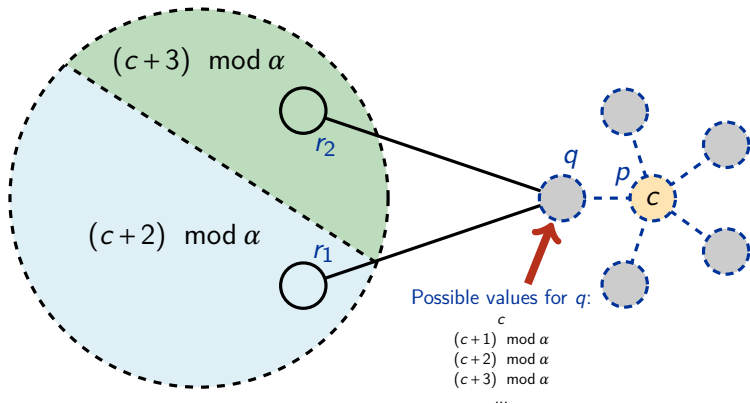 (c+3) mod α
r₂
q
p
c
(c+2) mod α
r₁
Possible values for q:
c
(c+1) mod α
(c+2) mod α
(c+3) mod α
...